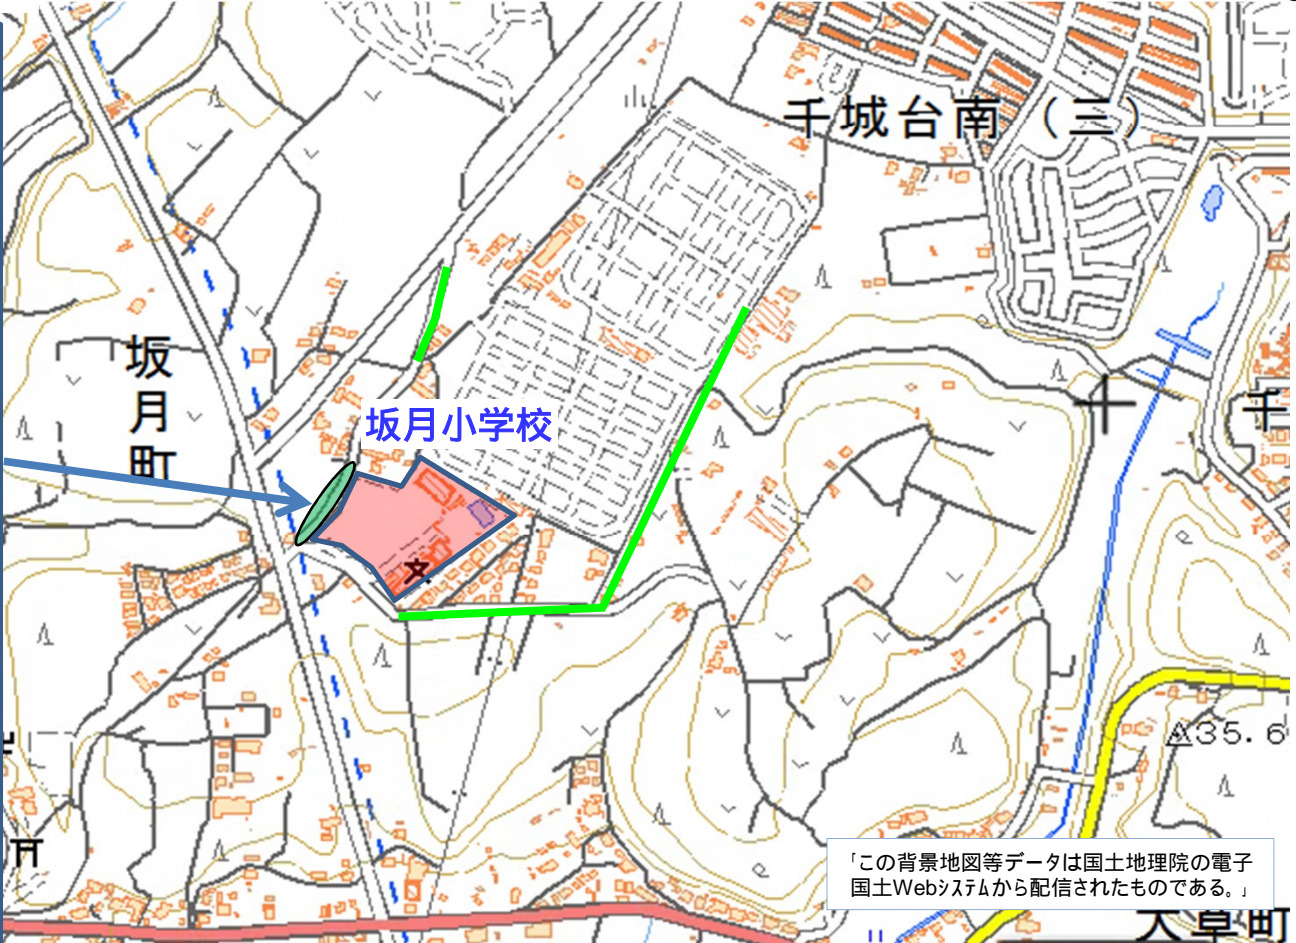 千城台南（三）
坂月町
坂月小学校
千
35.6
「この背景地図等データは国土地理院の電子
国土Webシステムから配信されたものである。」
大草町